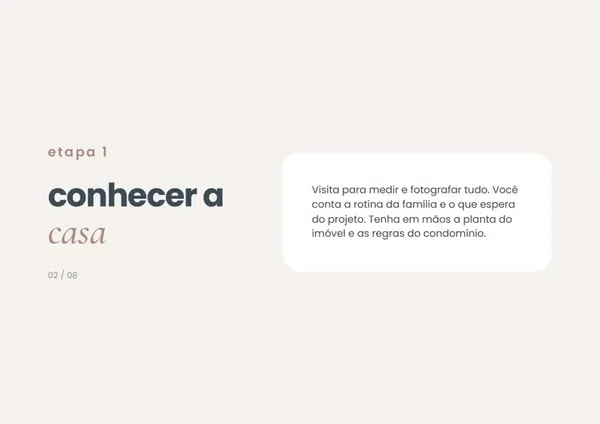 etapa 1
conhecer a
casa
02 / 08
Visita para medir e fotografar tudo. Você
conta a rotina da família e o que espera
do projeto. Tenha em mãos a planta do
imóvel e as regras do condomínio.